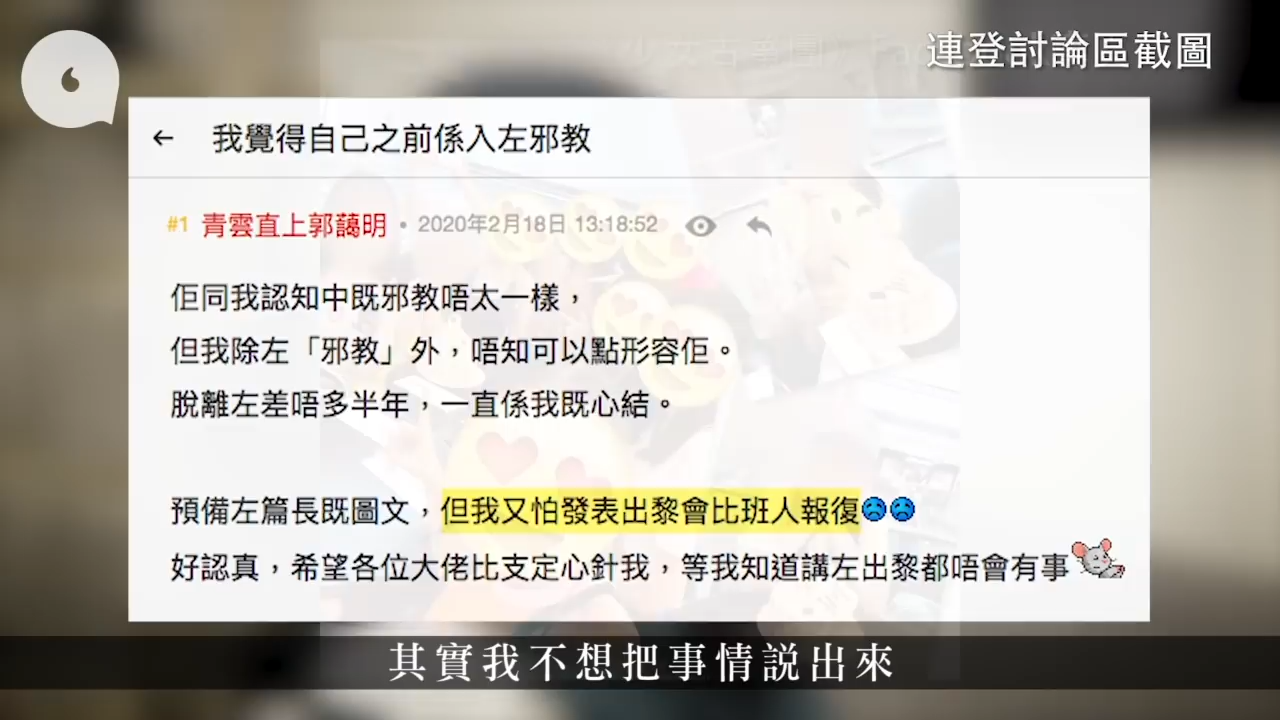 連登討論區截圖
← 我覺得自己之前係入左邪教
#1 青雲直上郭藹明 • 2020年2月18日 13:18:52
佢同我認知中既邪教唔太一樣，
但我除左「邪教」外，唔知可以點形容佢。
脫離左差唔多半年，一直係我既心結。
預備左篇長既圖文，但我又怕發表出黎會比班人報復
好認真，希望各位大佬比支定心針我，等我知道講左出黎都唔會有事
其實我不想把事情說出來